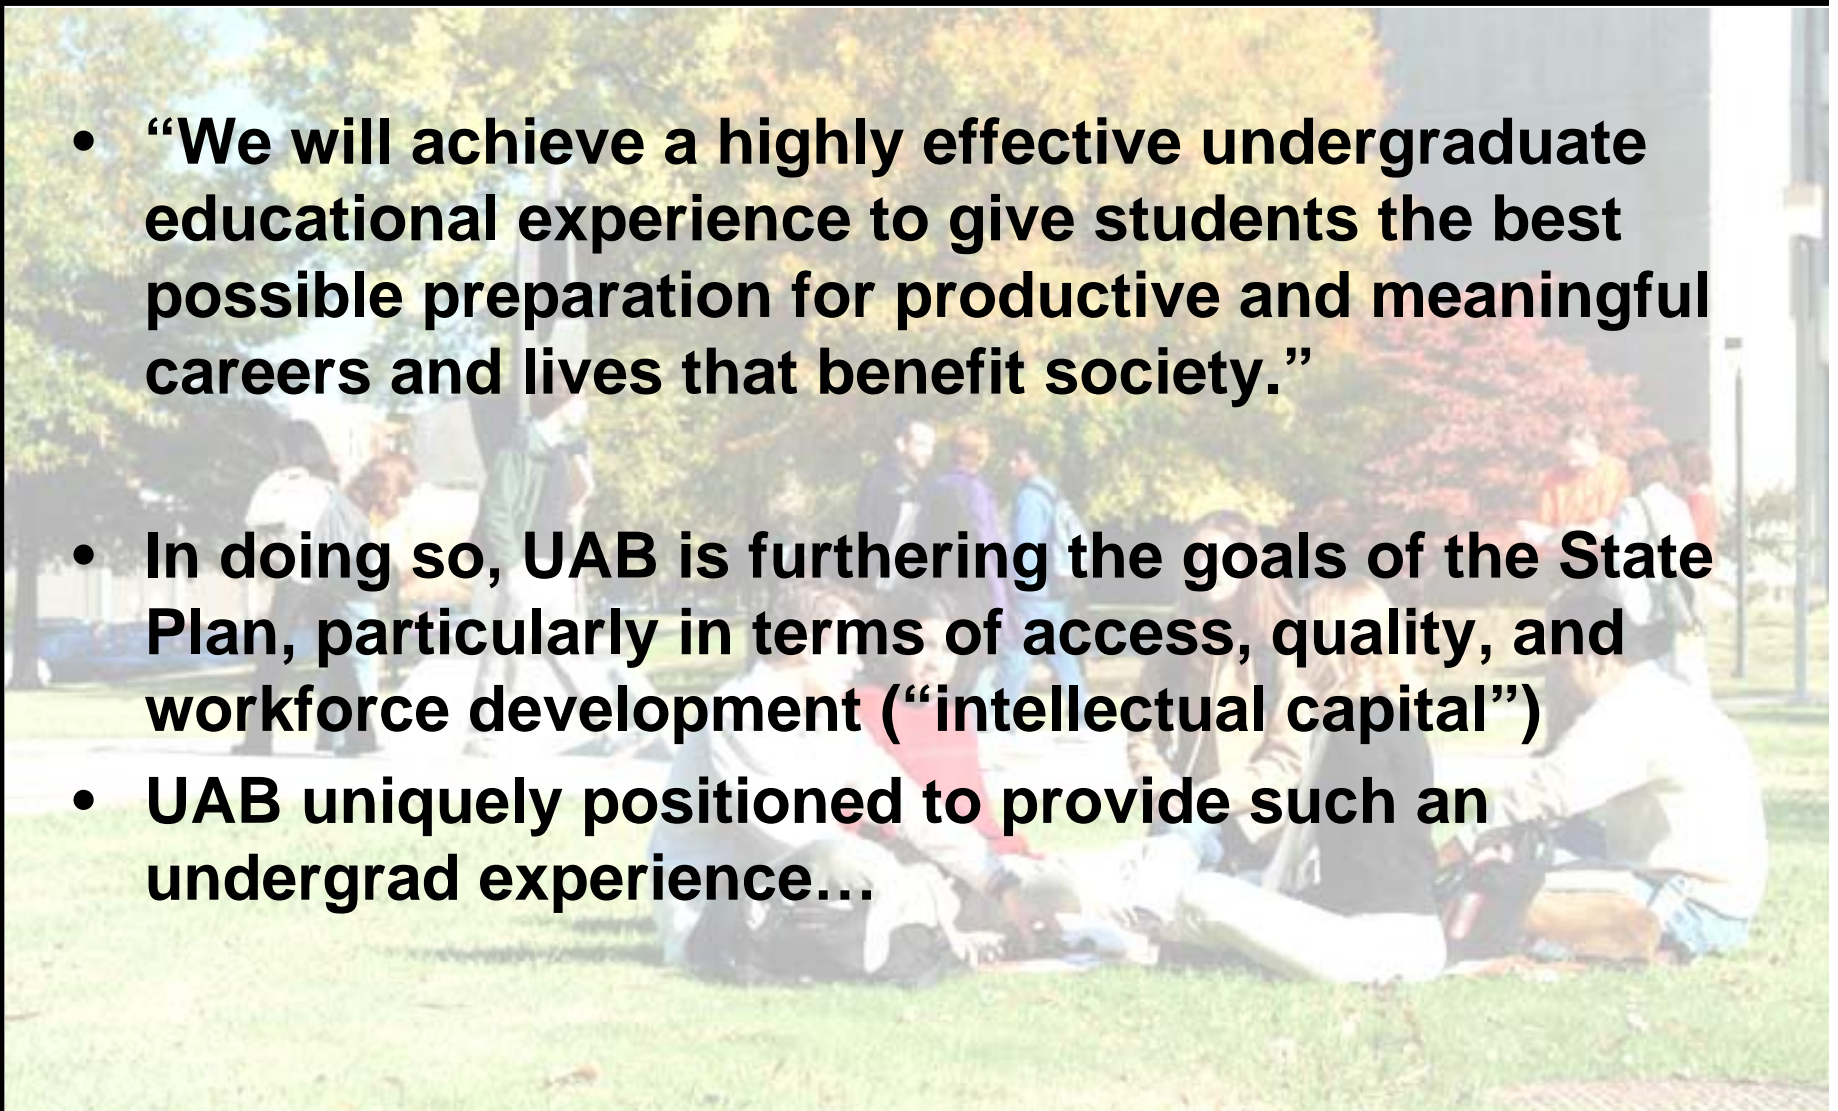 • “We will achieve a highly effective undergraduate
educational experience to give students the best
possible preparation for productive and meaningful
careers and lives that benefit society.”
• In doing so, UAB is furthering the goals of the State
Plan, particularly in terms of access, quality, and
workforce development (“intellectual capital”)
• UAB uniquely positioned to provide such an
undergrad experience…